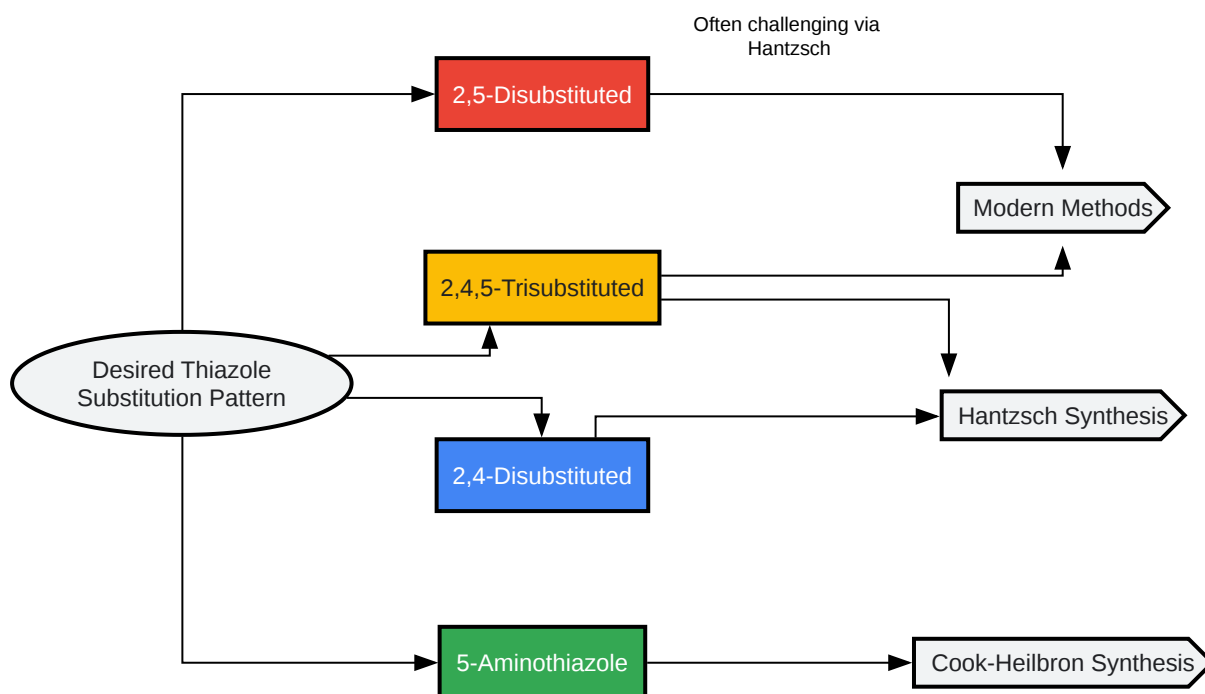 Often challenging via
Hantzsch
2,5-Disubstituted
Modern Methods
2,4,5-Trisubstituted
Desired Thiazole
Substitution Pattern
Hantzsch Synthesis
2,4-Disubstituted
5-Aminothiazole
Cook-Heilbron Synthesis